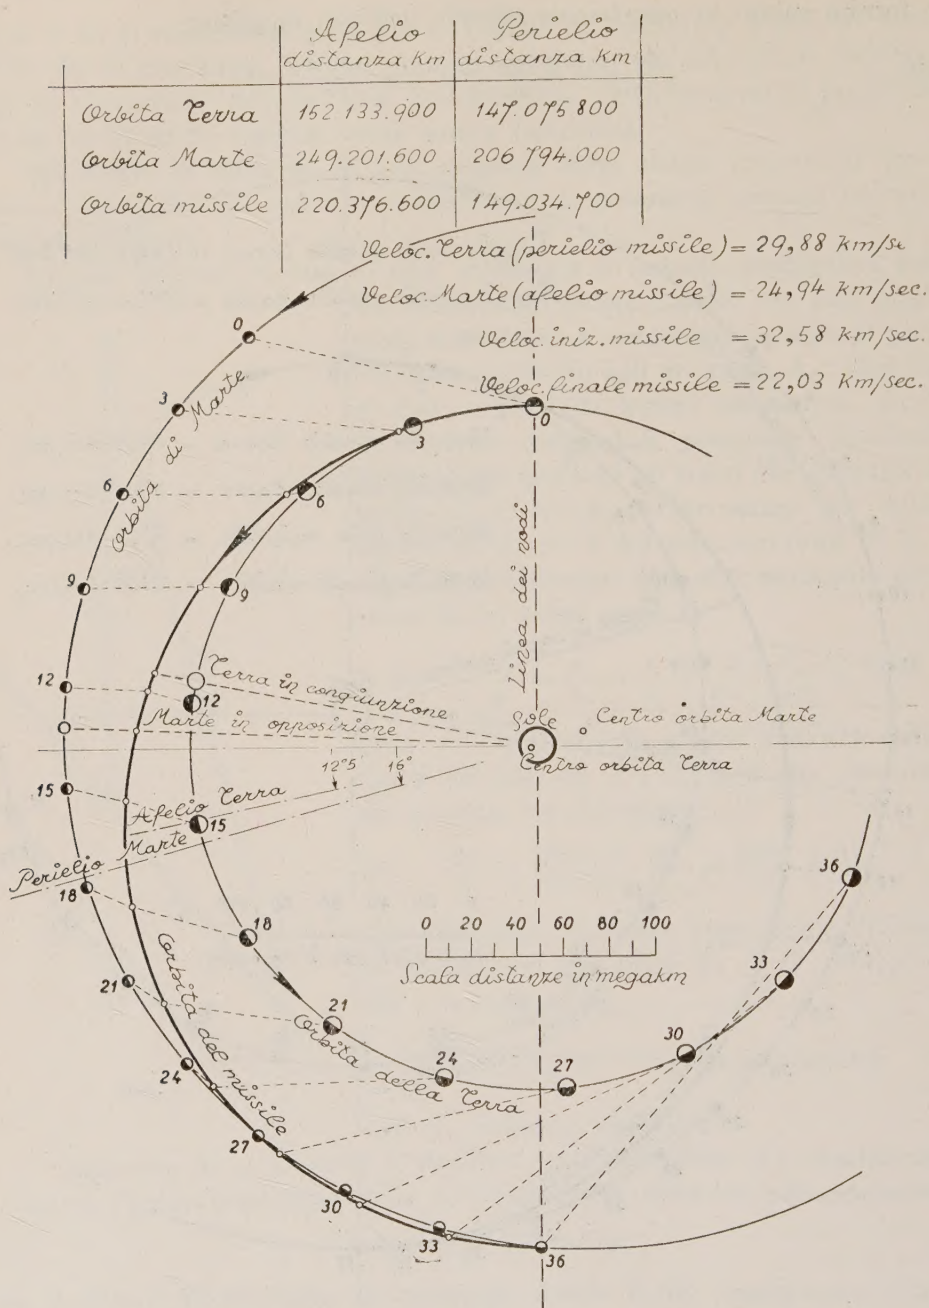 Afelio Perielio
distanza Km distanza Km
Orbita Terra 152 133.900 147.075 800
Orbita Marte 249.201.600 206 794.000
Orbita missile 220.376.600 149.034.700
Veloc. Terra (perielio missile) = 29,88 Km/se
Veloc. Marte (afelio missile) = 24,94 Km/sec.
Veloc. iniz. missile = 32,58 Km/sec.
Veloc. finale missile = 22,03 Km/sec.
0
3
6
9
12
15
18
21
24
27
30
33
36
Orbita di Marte
0
3
6
9
12
15
18
21
24
27
30
33
36
Linea dei nodi
Terra in congiunzione
Marte in opposizione
Sole
Centro orbita Marte
Centro orbita Terra
12°5 16°
Afelio Terra
Perielio Marte
0 20 40 60 80 100
Scala distanze in megakm
Orbita del missile
Orbita della Terra